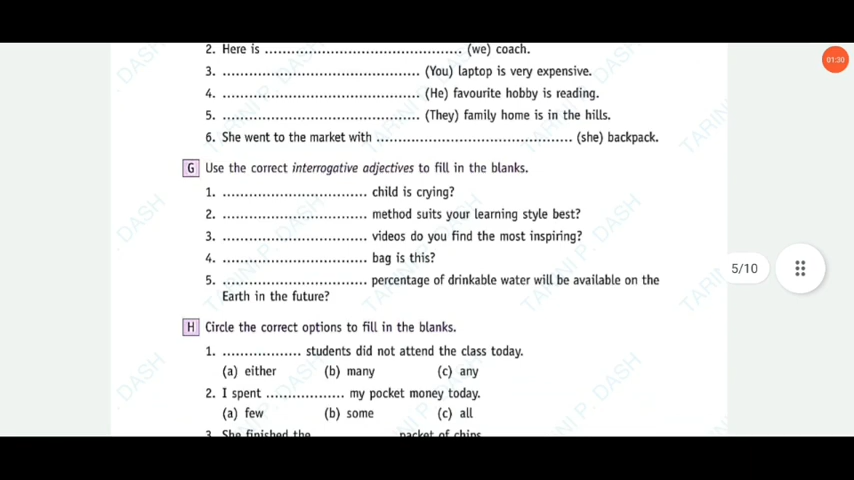 2. Here is ............................................. (we) coach.
01:30
3. ............................................. (You) laptop is very expensive.
4. ............................................. (He) favourite hobby is reading.
5. ............................................. (They) family home is in the hills.
6. She went to the market with ............................................. (she) backpack.
G Use the correct interrogative adjectives to fill in the blanks.
1. ................................. child is crying?
2. ................................. method suits your learning style best?
3. ................................. videos do you find the most inspiring?
4. ................................. bag is this?
5/10
5. ................................. percentage of drinkable water will be available on the
Earth in the future?
H Circle the correct options to fill in the blanks.
1. .................. students did not attend the class today.
(a) either (b) many (c) any
2. I spent .................. my pocket money today.
(a) few (b) some (c) all
3. She finished the .................. packet of chips.
TARINI P. DASH